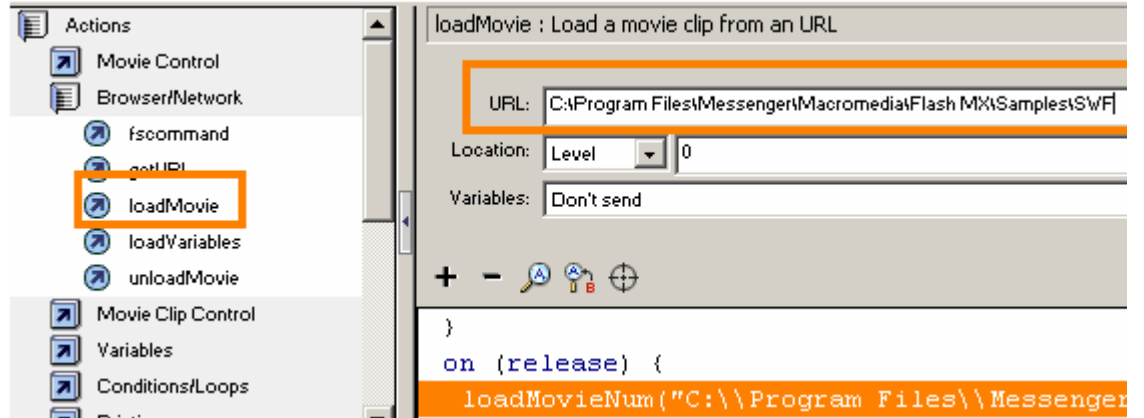 Actions
Movie Control
Browser/Network
fscommand
getURL
loadMovie
loadVariables
unloadMovie
Movie Clip Control
Variables
Conditions/Loops
loadMovie : Load a movie clip from an URL
URL: C:\Program Files\Messenger\Macromedia\Flash MX\Samples\SWF
Location: Level 0
Variables: Don't send
}
on (release) {
loadMovieNum("C:\\Program Files\\Messenger